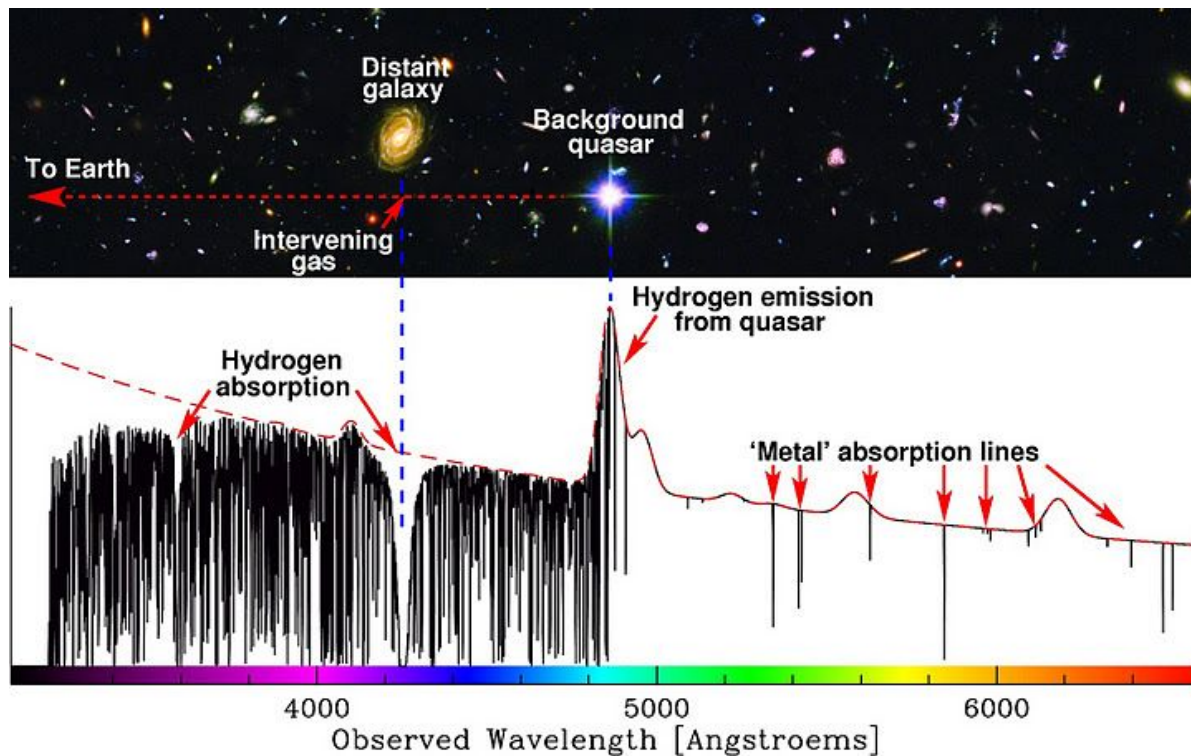 Distant
galaxy
Background
quasar
To Earth
Intervening
gas
Hydrogen emission
from quasar
Hydrogen
absorption
‘Metal’ absorption lines
4000 5000 6000
Observed Wavelength [Angstroems]